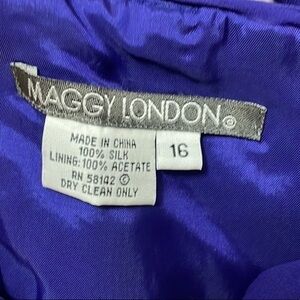 MAGGY LONDON®
MADE IN CHINA
100% SILK
LINING: 100% ACETATE
RN 58142 ©
DRY CLEAN ONLY
16